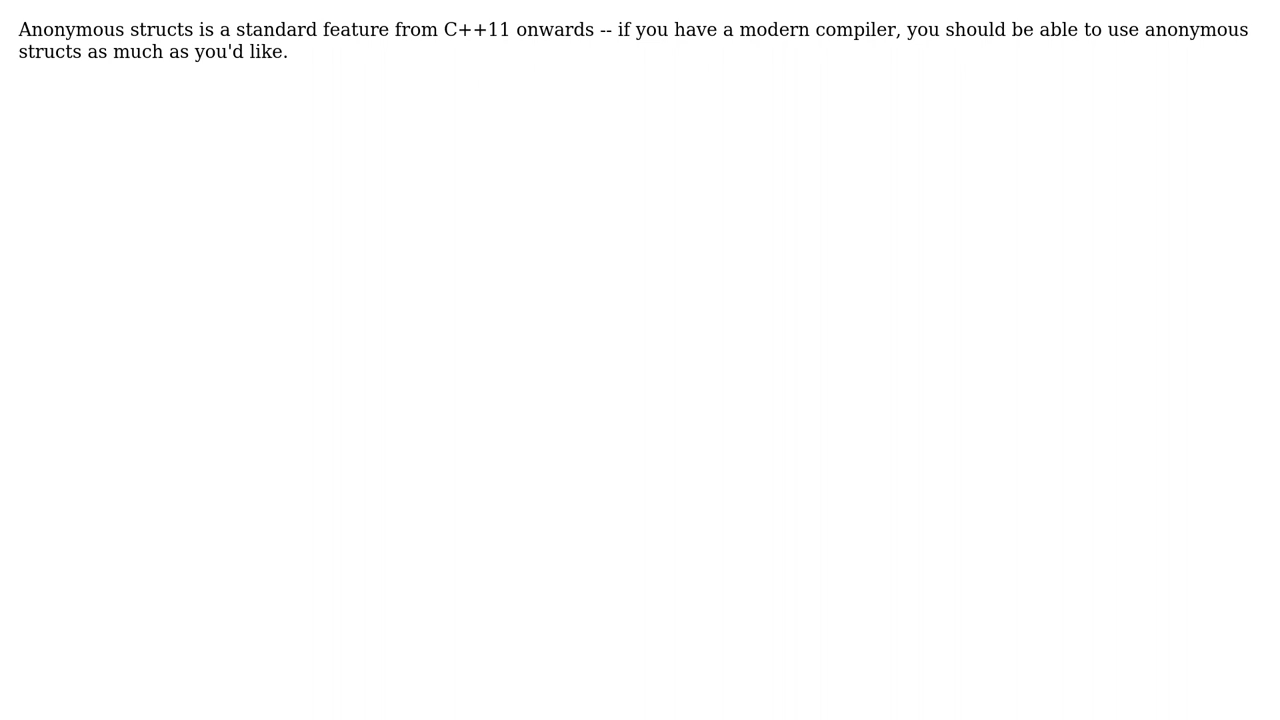 Anonymous structs is a standard feature from C++11 onwards -- if you have a modern compiler, you should be able to use anonymous
structs as much as you'd like.